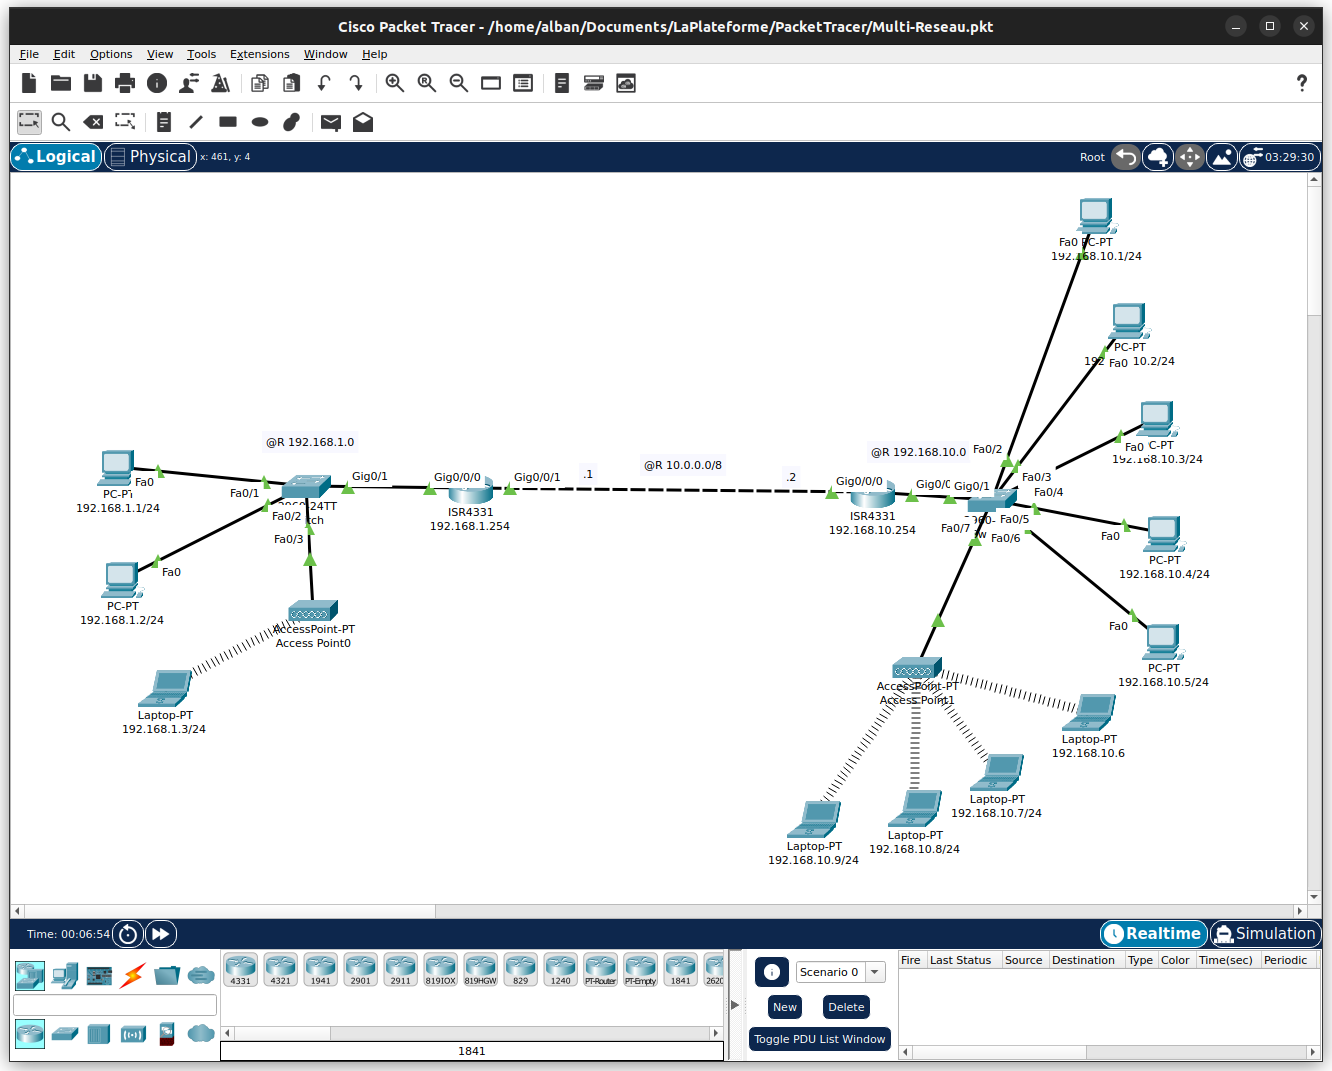 Cisco Packet Tracer - /home/alban/Documents/LaPlateforme/PacketTracer/Multi-Reseau.pkt
File Edit Options View Tools Extensions Window Help
Logical Physical x: 461, y: 4 Root 03:29:30
Fa0 PC-PT
192.168.10.1/24
PC-PT
192 10.2/24
Fa0
Fa0
192.168.10.3/24
@R 192.168.1.0
@R 192.168.10.0
Fa0/2
@R 10.0.0.0/8
Fa0
PC-PT
192.168.1.1/24
Fa0/1
Gig0/1
Gig0/0/0
Gig0/0/1
.1
.2
Gig0/0/0
Gig0/1
Fa0/3
Fa0/4
24TT
Fa0/2
Fa0/3
ISR4331
192.168.1.254
ISR4331
192.168.10.254
Fa0/7
Fa0/5
Fa0/6
Fa0
PC-PT
192.168.10.4/24
Fa0
PC-PT
192.168.1.2/24
AccessPoint-PT
Access Point0
Fa0
PC-PT
192.168.10.5/24
AccessPoint-PT
Access Point1
Laptop-PT
192.168.1.3/24
Laptop-PT
192.168.10.6
Laptop-PT
192.168.10.7/24
Laptop-PT
192.168.10.8/24
Laptop-PT
192.168.10.9/24
Time: 00:06:54 Realtime Simulation
4331 4321 1941 2901 2911 819IOX 819HGW 829 1240 PT-Router PT-Empty 1841 2620
1841
Scenario 0
New Delete
Toggle PDU List Window
Fire Last Status Source Destination Type Color Time(sec) Periodic